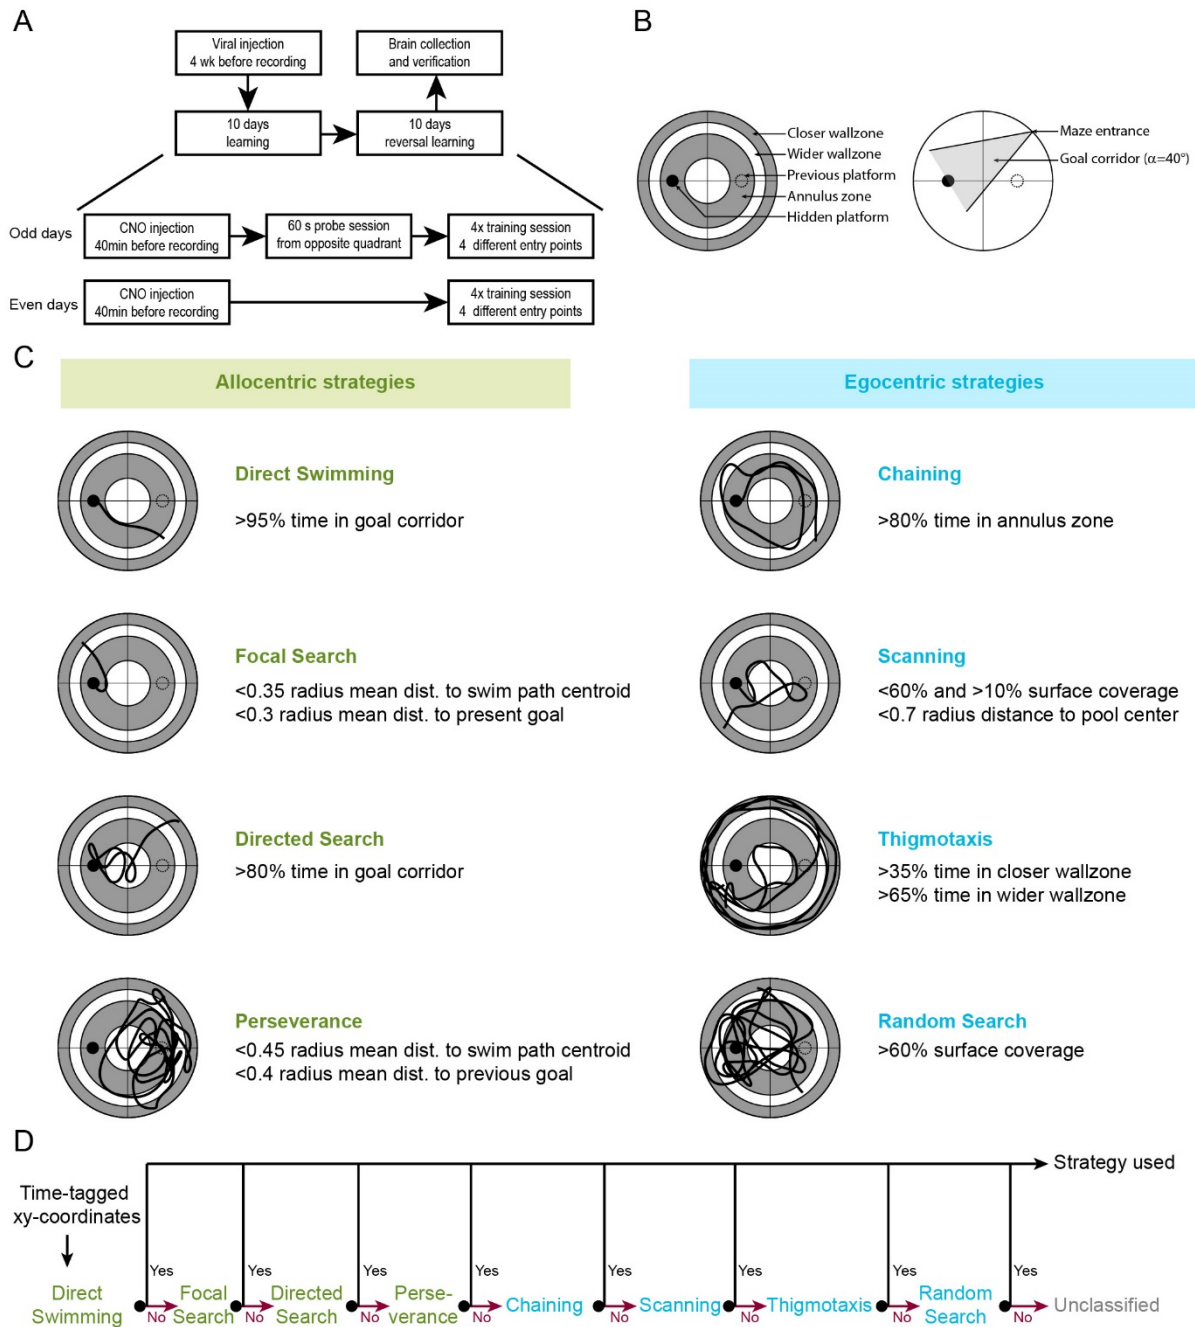 A
Viral injection
4 wk before recording
Brain collection
and verification
10 days
learning
10 days
reversal learning
Odd days
CNO injection
40min before recording
60 s probe session
from opposite quadrant
4x training session
4 different entry points
Even days
CNO injection
40min before recording
4x training session
4 different entry points
B
Closer wallzone
Wider wallzone
Previous platform
Annulus zone
Hidden platform
Maze entrance
Goal corridor (α=40°)
C
Allocentric strategies
Egocentric strategies
Direct Swimming
>95% time in goal corridor
Chaining
>80% time in annulus zone
Focal Search
<0.35 radius mean dist. to swim path centroid
<0.3 radius mean dist. to present goal
Scanning
<60% and >10% surface coverage
<0.7 radius distance to pool center
Directed Search
>80% time in goal corridor
Thigmotaxis
>35% time in closer wallzone
>65% time in wider wallzone
Perseverance
<0.45 radius mean dist. to swim path centroid
<0.4 radius mean dist. to previous goal
Random Search
>60% surface coverage
D
Time-tagged
xy-coordinates
Strategy used
Direct
Swimming
Yes
No
Focal
Search
Yes
No
Directed
Search
Yes
No
Perse-
verance
Yes
No
Chaining
Yes
No
Scanning
Yes
No
Thigmotaxis
Yes
No
Random
Search
Yes
No
Unclassified